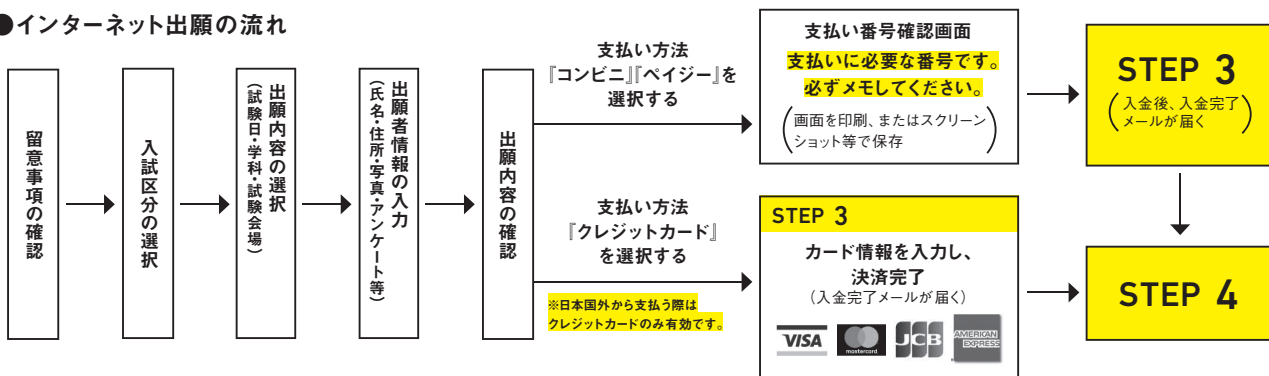 ●インターネット出願の流れ
留意事項の確認
入試区分の選択
出願内容の選択
(試験日・学科・試験会場)
出願者情報の入力
(氏名・住所・写真・アンケート等)
出願内容の確認
支払い方法
『コンビニ』『ペイジー』を
選択する
支払い番号確認画面
支払いに必要な番号です。
必ずメモしてください。
(画面を印刷、またはスクリーン
ショット等で保存)
STEP 3
(入金後、入金完了
メールが届く)
支払い方法
『クレジットカード』
を選択する
※日本国外から支払う際は
クレジットカードのみ有効です。
STEP 3
カード情報を入力し、
決済完了
(入金完了メールが届く)
VISA
mastercard
JCB
AMERICAN
EXPRESS
STEP 4